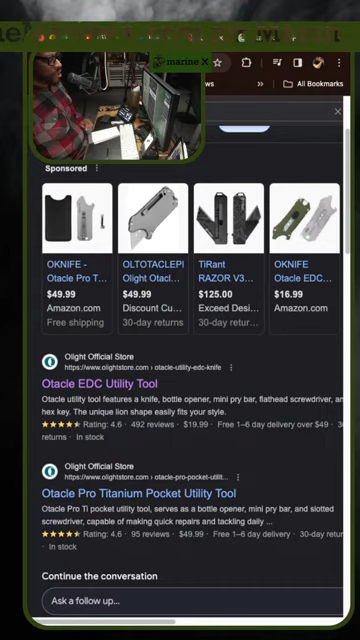 marine X
All Bookmarks
Sponsored
OKNIFE -
Otacle Pro T...
$49.99
Amazon.com
Free shipping
OLTOTACLEPI
Olight Otacl...
$49.99
Discount Cu...
30-day returns
TiRant
RAZOR V3...
$125.00
Exceed Desi...
30-day retur...
OKNIFE
Otacle EDC...
$16.99
Amazon.com
Olight Official Store
https://www.olightstore.com › otacle-utility-edc-knife
Otacle EDC Utility Tool
Otacle utility tool features a knife, bottle opener, mini pry bar, flathead screwdriver, an
hex key. The unique lion shape easily fits your style.
Rating: 4.6 · 492 reviews · $19.99 · Free 1–6 day delivery over $49 · 30
returns · In stock
Olight Official Store
https://www.olightstore.com › otacle-pro-pocket-utilit...
Otacle Pro Titanium Pocket Utility Tool
Otacle Pro Ti pocket utility tool, serves as a bottle opener, mini pry bar, and slotted
screwdriver, capable of making quick repairs and tackling daily ...
Rating: 4.6 · 95 reviews · $49.99 · Free 1–6 day delivery · 30-day retur
· In stock
Continue the conversation
Ask a follow up...